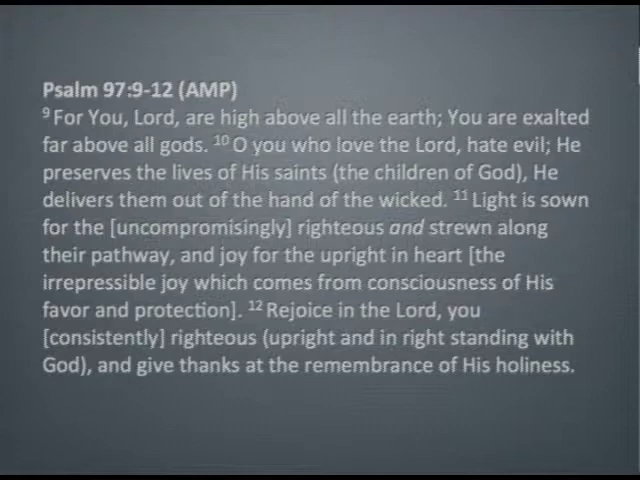 Psalm 97:9-12 (AMP)
9 For You, Lord, are high above all the earth; You are exalted
far above all gods. 10 O you who love the Lord, hate evil; He
preserves the lives of His saints (the children of God), He
delivers them out of the hand of the wicked. 11 Light is sown
for the [uncompromisingly] righteous and strewn along
their pathway, and joy for the upright in heart [the
irrepressible joy which comes from consciousness of His
favor and protection]. 12 Rejoice in the Lord, you
[consistently] righteous (upright and in right standing with
God), and give thanks at the remembrance of His holiness.